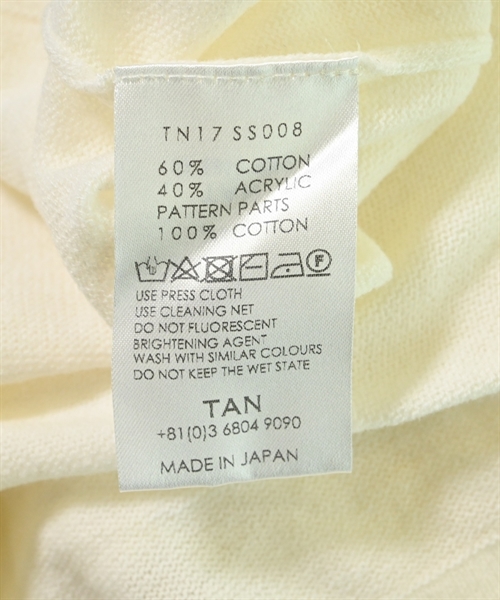 TN17 SS008
60% COTTON
40% ACRYLIC
PATTERN PARTS
100% COTTON
F
USE PRESS CLOTH
USE CLEANING NET
DO NOT FLUORESCENT
BRIGHTENING AGENT
WASH WITH SIMILAR COLOURS
DO NOT KEEP THE WET STATE
TAN
+81(0)3 6804 9090
MADE IN JAPAN